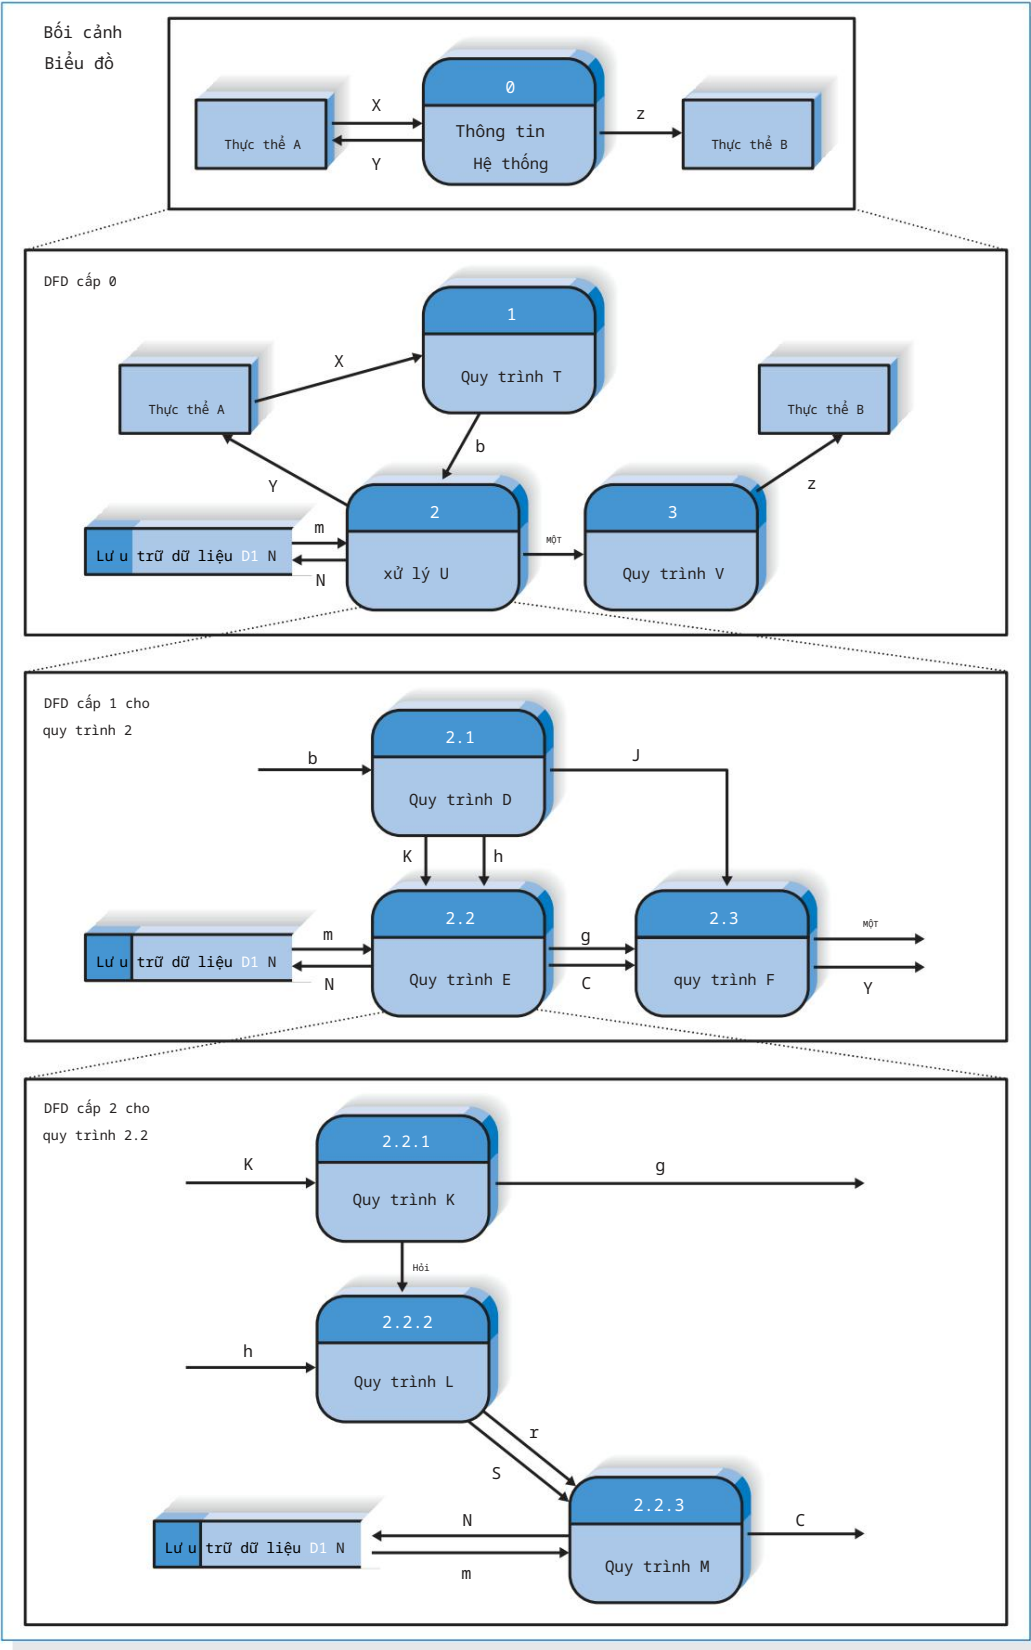 Bối cảnh
Biểu đồ
0
Thông tin
Hệ thống
Thực thể A
X
Y
z
Thực thể B
DFD cấp 0
1
Quy trình T
Thực thể A
X
Thực thể B
b
Y
z
2
xử lý U
3
Quy trình V
MỘT
m
Lưu trữ dữ liệu D1 N
N
DFD cấp 1 cho
quy trình 2
2.1
Quy trình D
b
J
K
h
2.2
Quy trình E
2.3
quy trình F
m
Lưu trữ dữ liệu D1 N
N
g
C
MỘT
Y
DFD cấp 2 cho
quy trình 2.2
2.2.1
Quy trình K
K
g
Hỏi
2.2.2
Quy trình L
h
r
S
2.2.3
Quy trình M
N
Lưu trữ dữ liệu D1 N
m
C